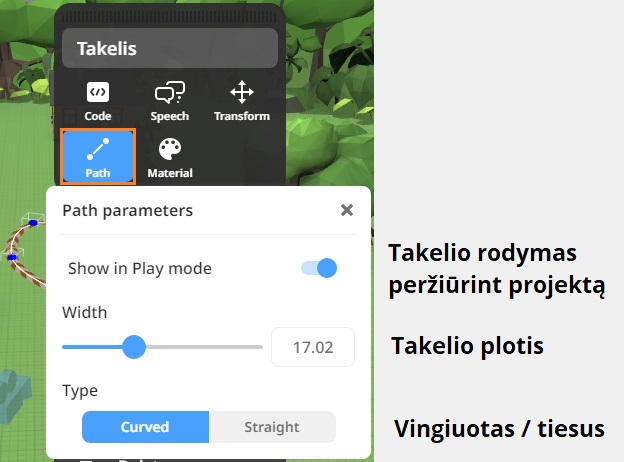 Takelis
Code Speech Transform
Path Material
Path parameters
Show in Play mode
Takelio rodymas
peržiūrint projektą
Width
17.02
Takelio plotis
Type
Curved Straight
Vingiuotas / tiesus